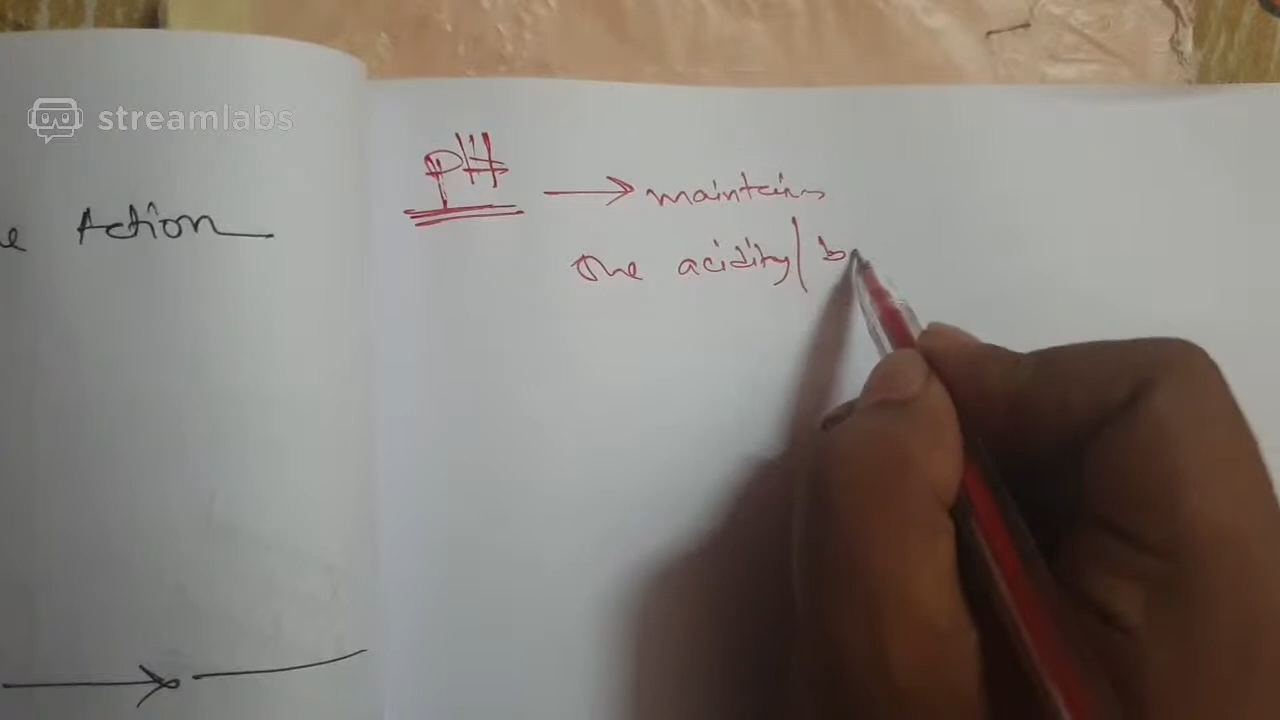 streamlabs
e Action
pH → maintains
the acidity/b